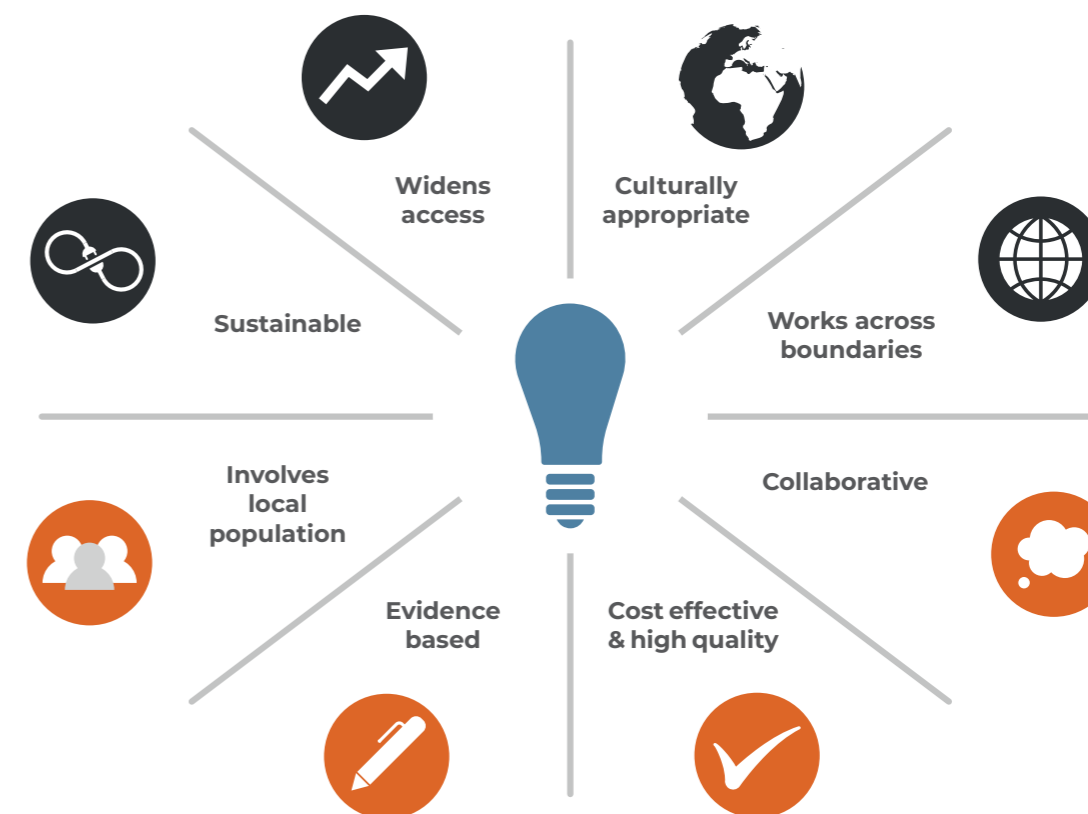 Widens
access
Culturally
appropriate
Sustainable
Works across
boundaries
Involves
local
population
Collaborative
Evidence
based
Cost effective
& high quality